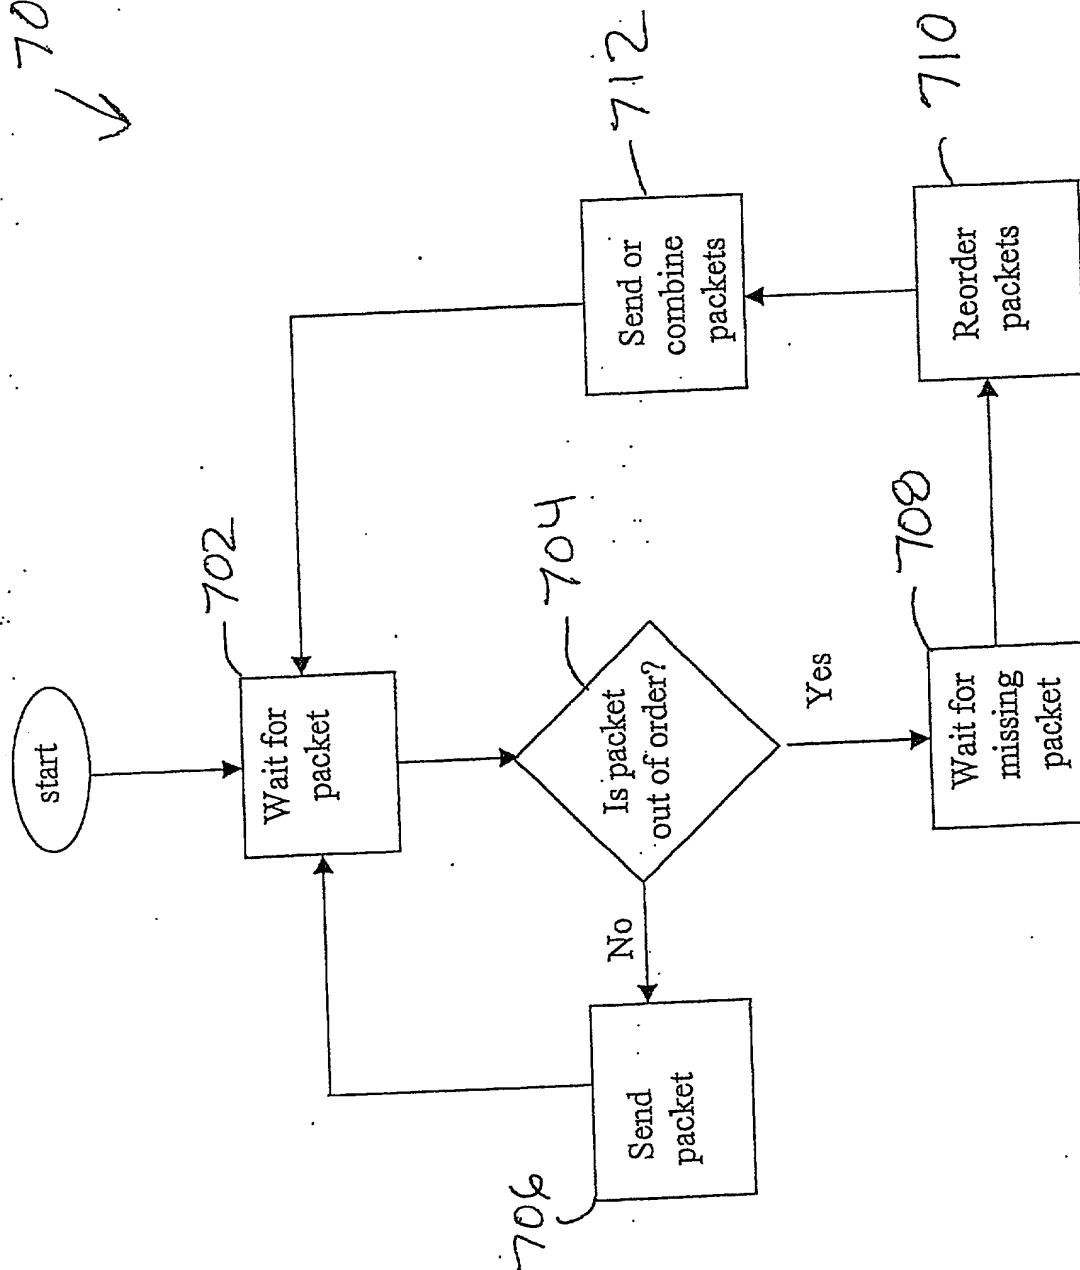 70
start
702
Wait for
packet
704
Is packet
out of order?
No
Yes
706
Send
packet
708
Wait for
missing
packet
710
Reorder
packets
712
Send or
combine
packets